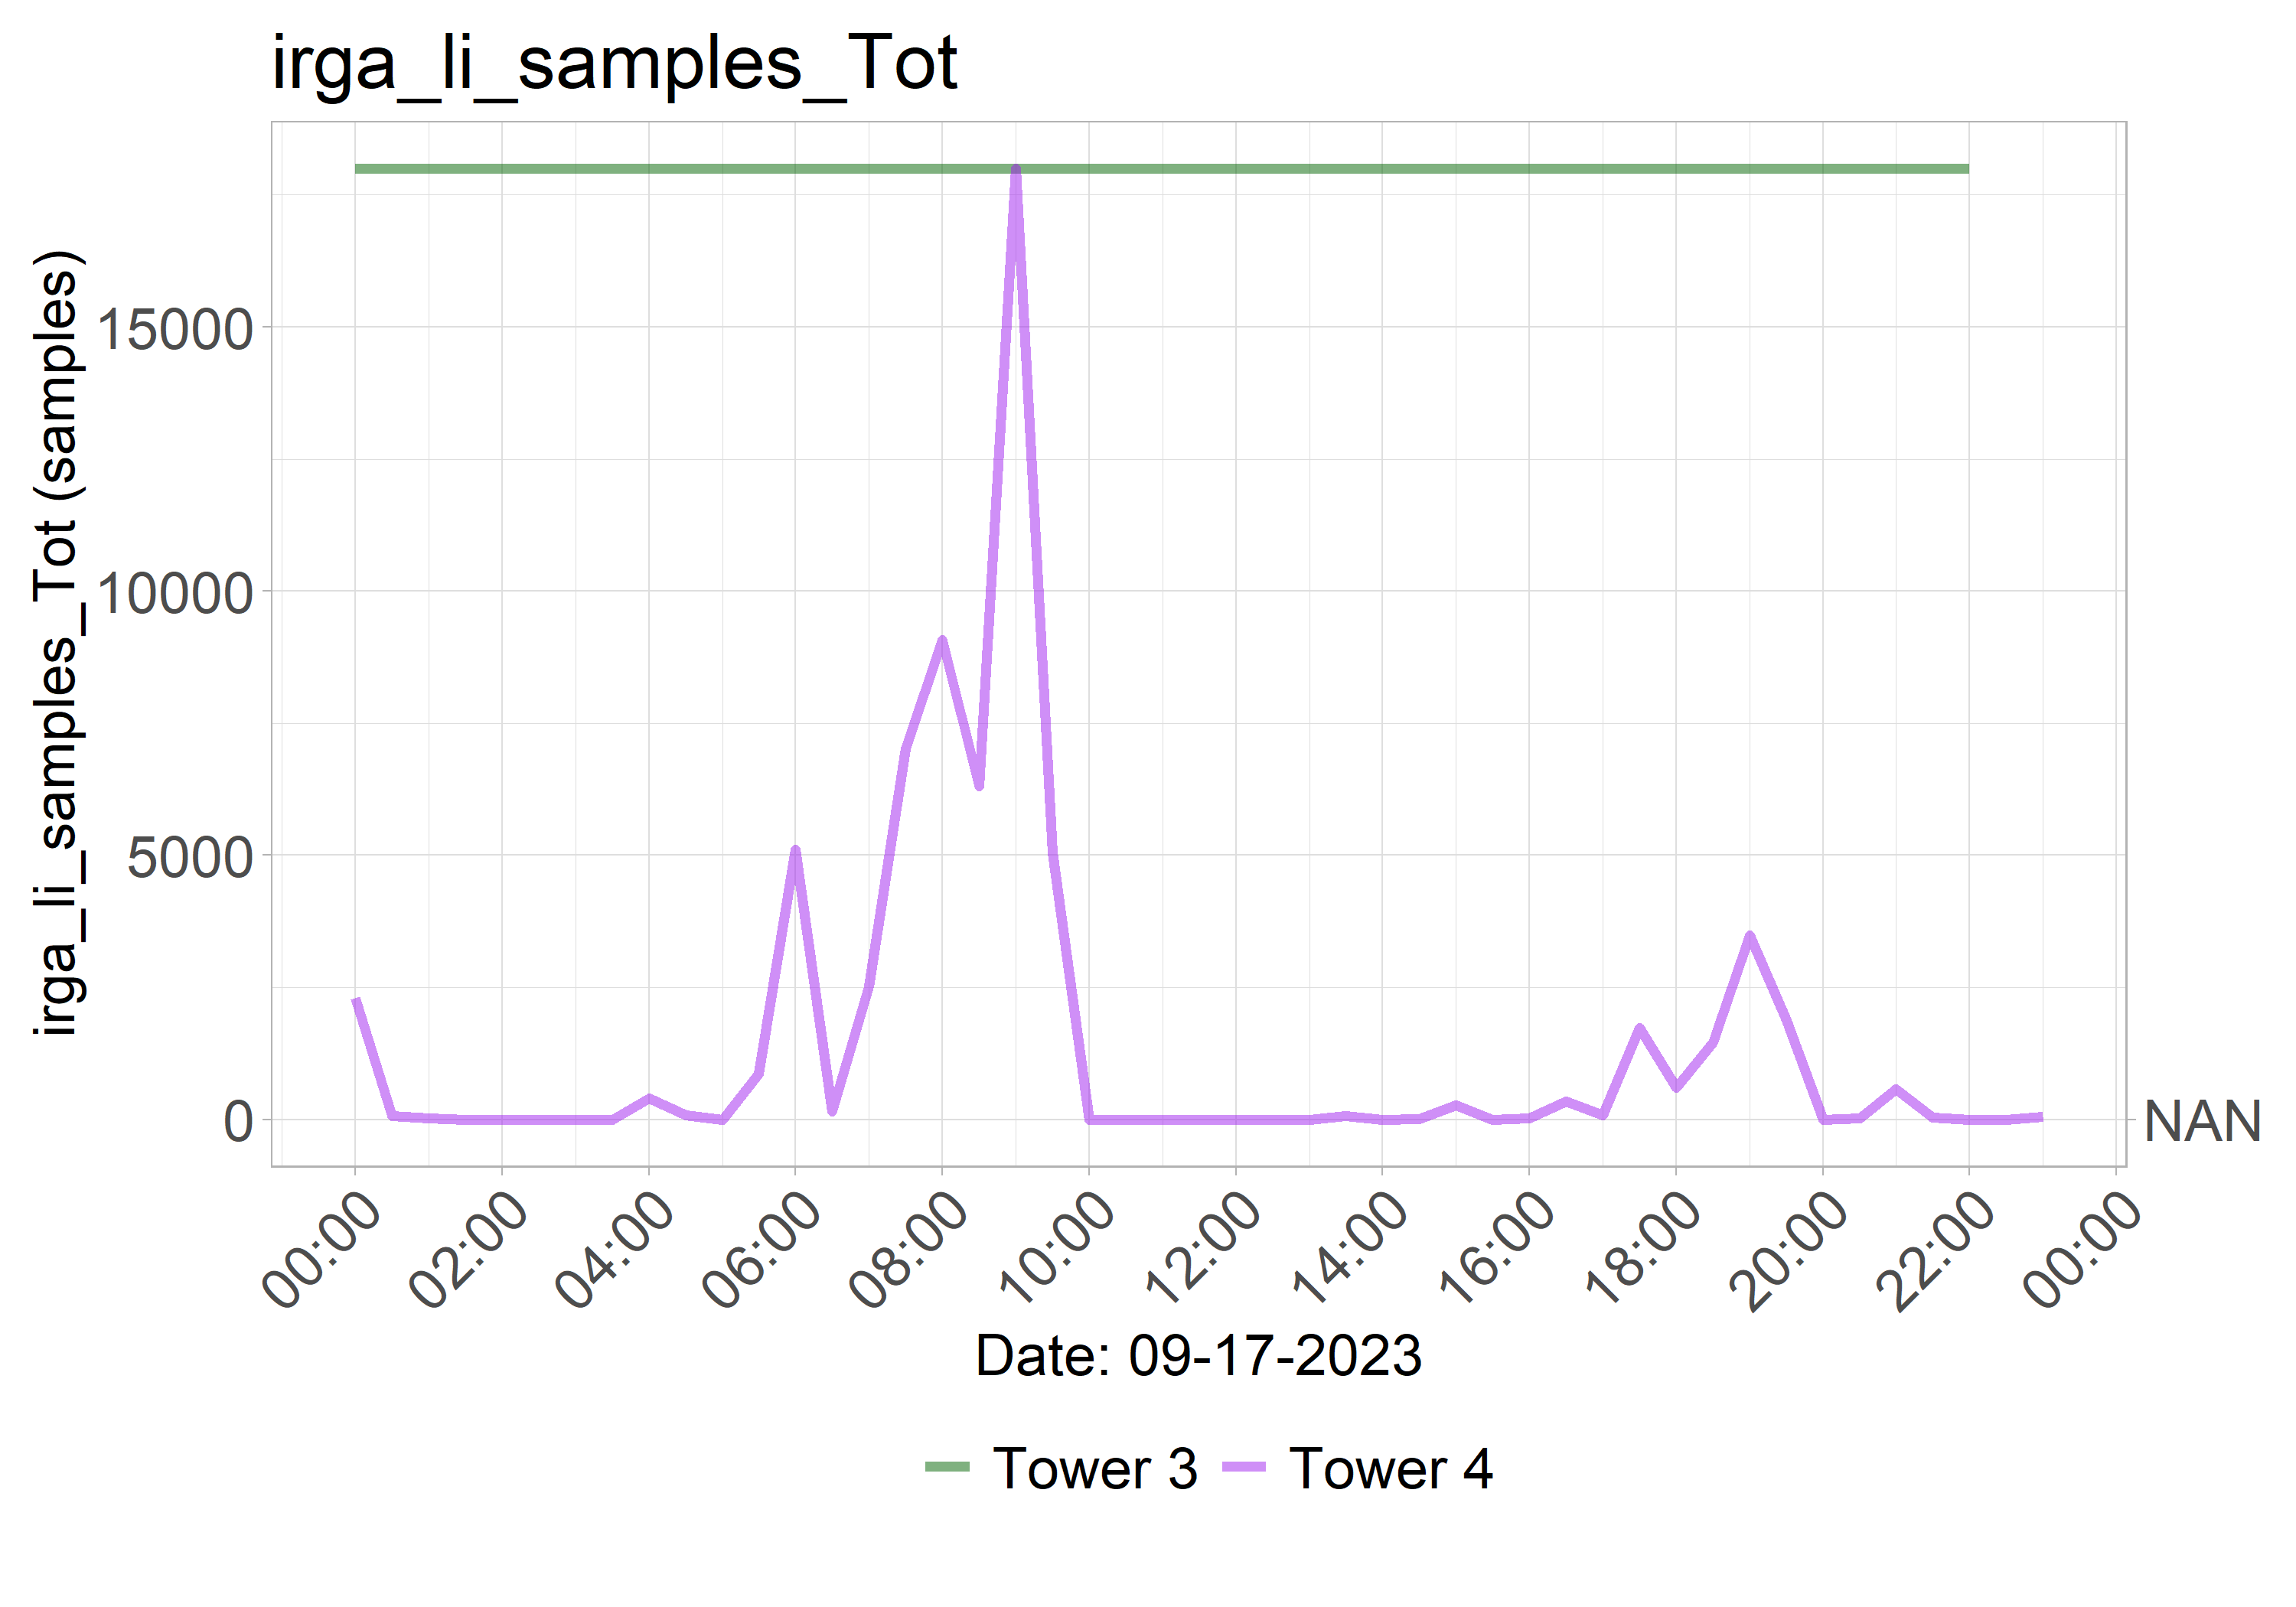 irga_li_samples_Tot
irga_li_samples_Tot (samples)
15000
10000
5000
0
NAN
00:00
02:00
04:00
06:00
08:00
10:00
12:00
14:00
16:00
18:00
20:00
22:00
00:00
Date: 09-17-2023
Tower 3
Tower 4